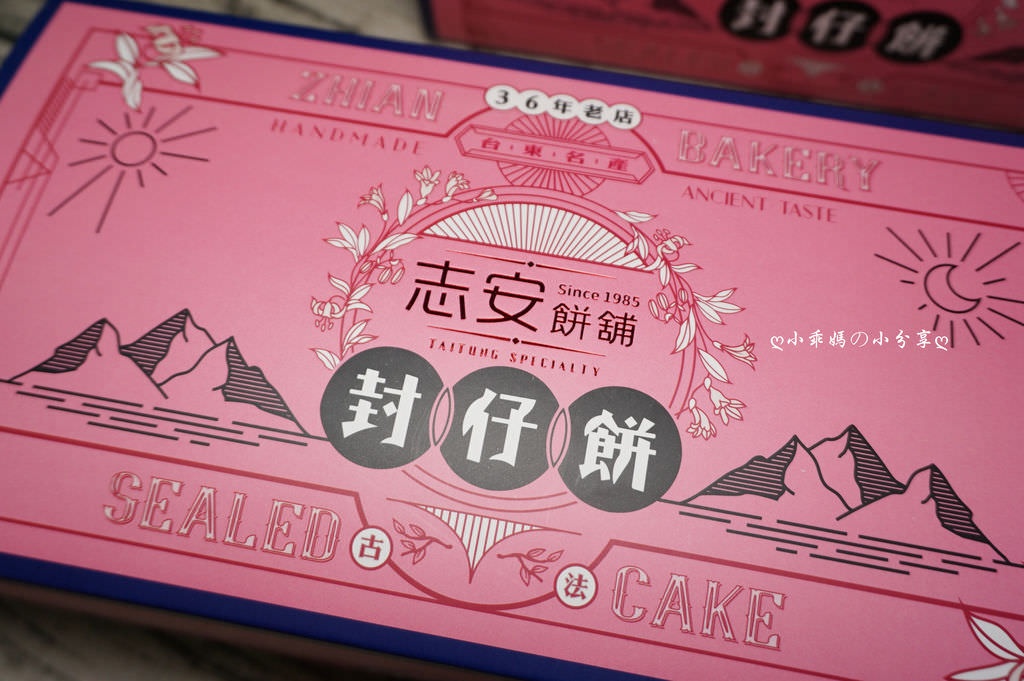 封仔餅
ZHIAN
36年老店
BAKERY
HANDMADE
台東名產
ANCIENT TASTE
志安餅舖
Since 1985
TAITUNG SPECIALTY
ღ小乖媽の小分享ღ
封仔餅
SEALED
古法
CAKE